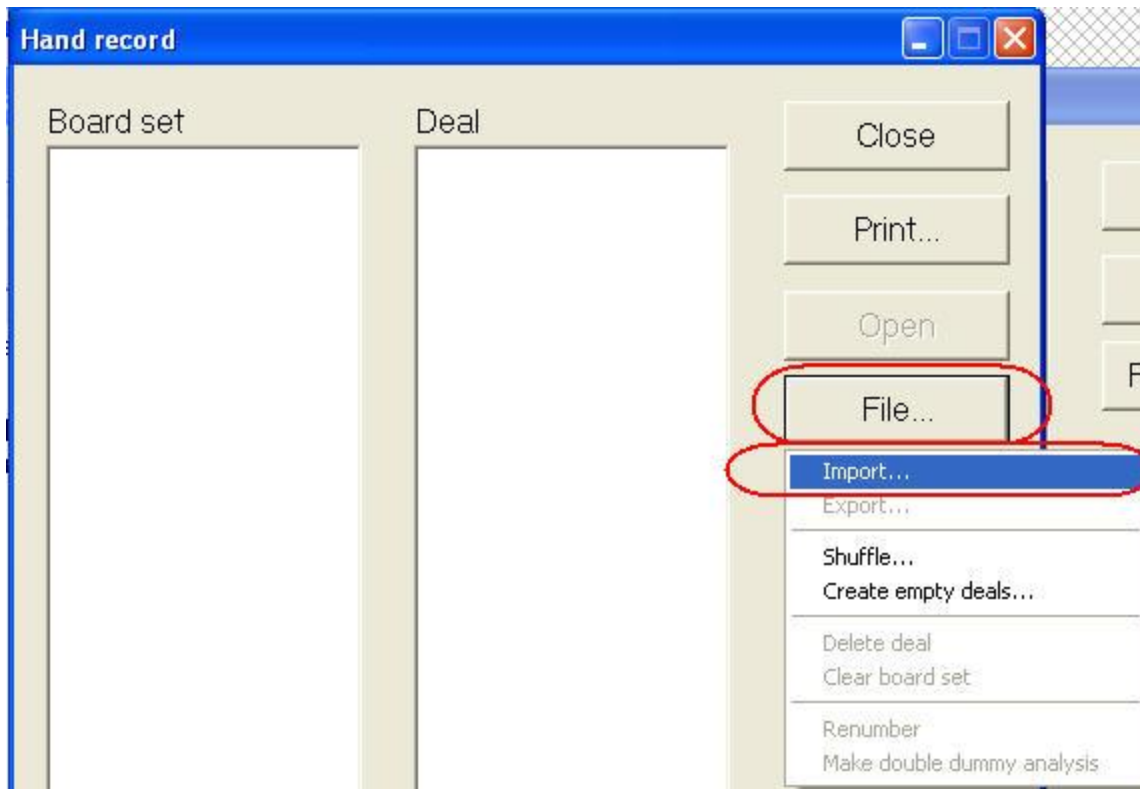 Hand record
Board set
Deal
Close
Print...
Open
File...
Import...
Export...
Shuffle...
Create empty deals...
Delete deal
Clear board set
Renumber
Make double dummy analysis